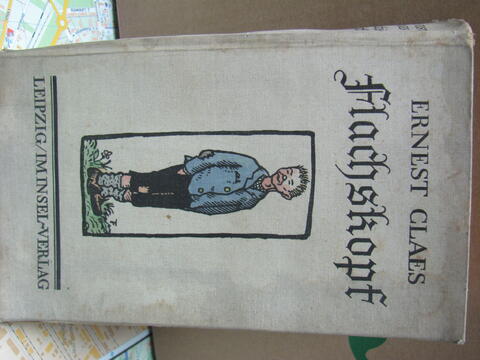 ERNEST CLAES
Flachskopf
LEIPZIG / IM INSEL-VERLAG